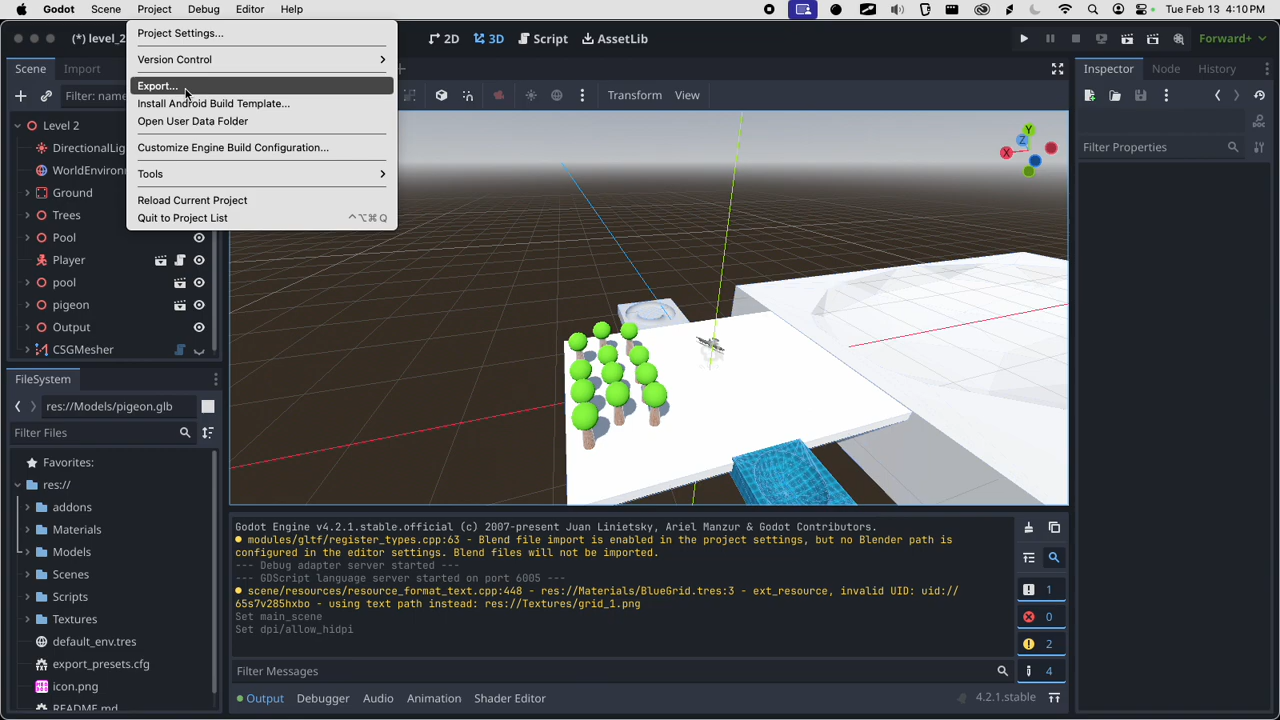 Godot Scene Project Debug Editor Help Tue Feb 13 4:10 PM
(*) level_2
2D 3D Script AssetLib Forward+
Project Settings...
Version Control
Export...
Install Android Build Template...
Open User Data Folder
Customize Engine Build Configuration...
Tools
Reload Current Project
Quit to Project List ^⌥⌘Q
Scene Import
Filter: name
Transform View
Level 2
DirectionalLig
WorldEnvironn
Ground
Trees
Pool
Player
pool
pigeon
Output
CSGMesher
Y
Z
X
Inspector Node History
Filter Properties
FileSystem
res://Models/pigeon.glb
Filter Files
Favorites:
res://
addons
Materials
Models
Scenes
Scripts
Textures
default_env.tres
export_presets.cfg
icon.png
README.md
Godot Engine v4.2.1.stable.official (c) 2007-present Juan Linietsky, Ariel Manzur & Godot Contributors.
modules/gltf/register_types.cpp:63 - Blend file import is enabled in the project settings, but no Blender path is
configured in the editor settings. Blend files will not be imported.
--- Debug adapter server started ---
--- GDScript language server started on port 6005 ---
scene/resources/resource_format_text.cpp:448 - res://Materials/BlueGrid.tres:3 - ext_resource, invalid UID: uid://
65s7v285hxbo - using text path instead: res://Textures/grid_1.png
Set main_scene
Set dpi/allow_hidpi
1
0
2
4
Filter Messages
Output Debugger Audio Animation Shader Editor 4.2.1.stable